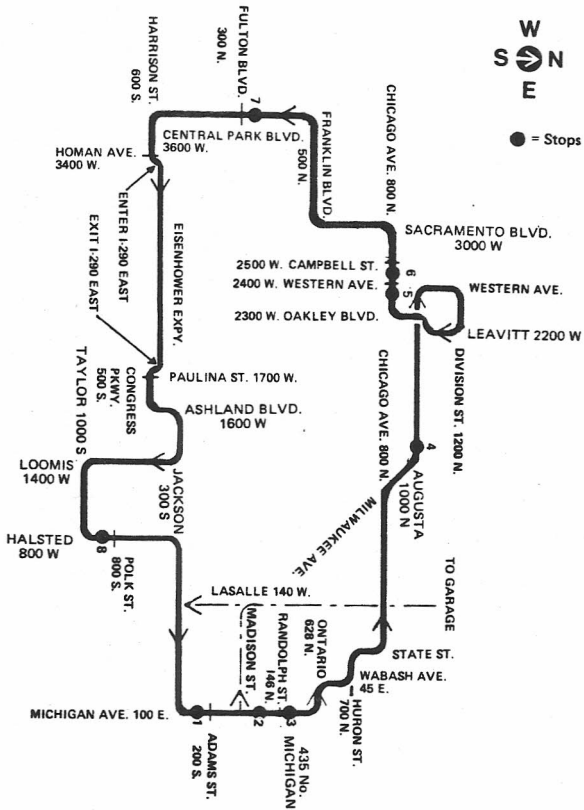 W
S N
E
= Stops
HARRISON ST.
600 S.
FULTON BLVD.
300 N.
7
CENTRAL PARK BLVD.
3600 W.
HOMAN AVE.
3400 W.
FRANKLIN BLVD.
500 N.
CHICAGO AVE. 800 N.
SACRAMENTO BLVD.
3000 W
2500 W. CAMPBELL ST.
6
2400 W. WESTERN AVE.
5
WESTERN AVE.
2300 W. OAKLEY BLVD.
LEAVITT 2200 W
DIVISION ST. 1200 N.
ENTER I-290 EAST
EXIT I-290 EAST
EISENHOWER EXPY.
PAULINA ST. 1700 W.
CONGRESS
PKWY.
500 S.
ASHLAND BLVD.
1600 W
TAYLOR 1000 S
LOOMIS
1400 W
JACKSON
300 S
CHICAGO AVE. 800 N.
4
AUGUSTA
1000 N
MILWAUKEE AVE.
HALSTED
800 W
8
POLK ST.
800 S.
TO GARAGE
LASALLE 140 W.
MADISON ST.
RANDOLPH ST.
146 N.
ONTARIO
628 N.
STATE ST.
WABASH AVE.
45 E.
HURON ST.
700 N.
MICHIGAN AVE. 100 E.
1
2
3
ADAMS ST.
200 S.
435 No.
MICHIGAN